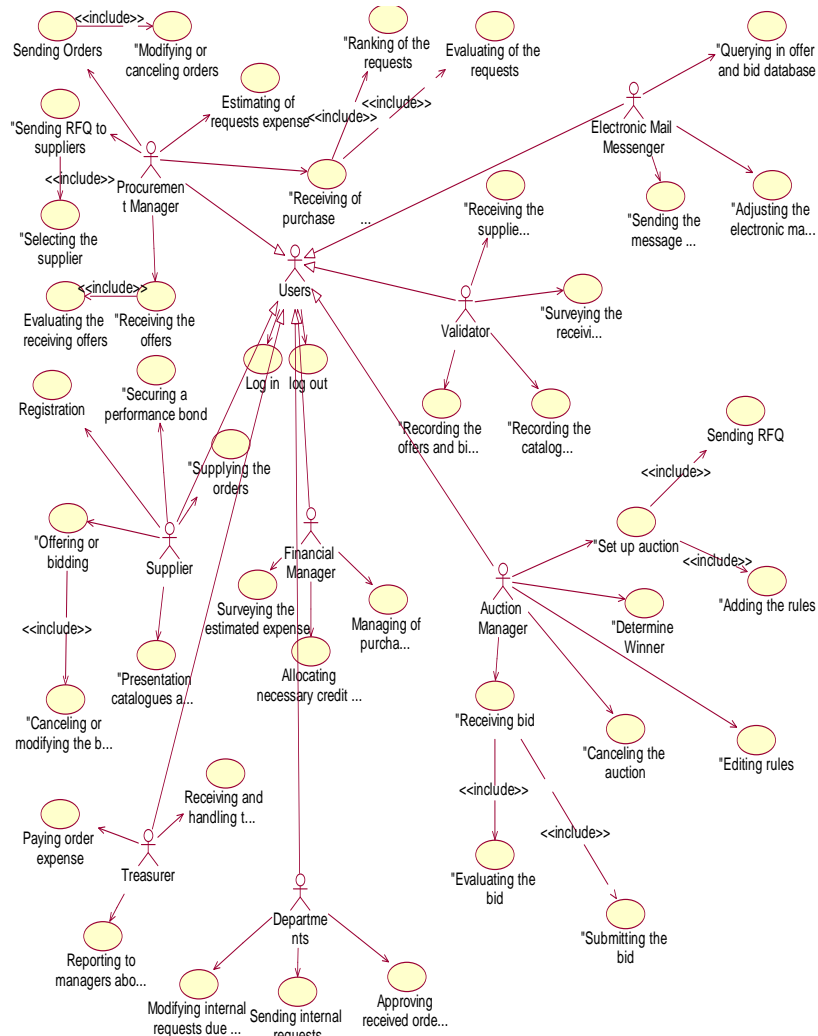 <<include>>
Sending Orders
"Modifying or
canceling orders
"Ranking of the
requests
Evaluating of the
requests
"Querying in offer
and bid database
Estimating of
requests expense
<<include>>
<<include>>
"Sending RFQ to
suppliers
<<include>>
Procuremen
t Manager
"Receiving of
purchase ...
Electronic Mail
Messenger
"Selecting the
supplier
"Receiving the
supplie...
"Sending the
message ...
"Adjusting the
electronic ma...
<<include>>
Users
Evaluating the
receiving offers
"Receiving the
offers
Validator
"Surveying the
receivi...
Log in
log out
Registration
"Securing a
performance bond
"Recording the
offers and bi...
"Recording the
catalog...
Sending RFQ
"Supplying the
orders
<<include>>
"Offering or
bidding
Supplier
Financial
Manager
"Set up auction
<<include>>
"Adding the rules
Surveying the
estimated expense
Managing of
purcha...
Auction
Manager
"Determine
Winner
<<include>>
"Presentation
catalogues a...
Allocating
necessary credit ...
"Canceling or
modifying the b...
"Receiving bid
"Canceling the
auction
"Editing rules
<<include>>
Receiving and
handling t...
<<include>>
Paying order
expense
Treasurer
"Evaluating the
bid
Departme
nts
"Submitting the
bid
Reporting to
managers abo...
Modifying internal
requests due ...
Sending internal
requests
Approving
received orde...